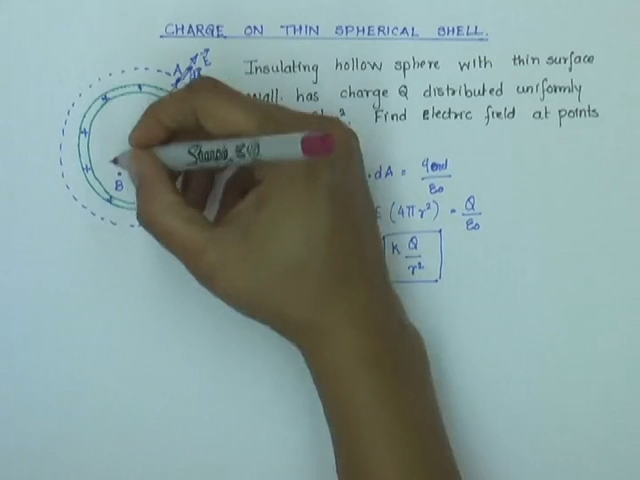 CHARGE ON THIN SPHERICAL SHELL.
Insulating hollow sphere with thin surface
wall. has charge Q distributed uniformly
Find Electric field at points
A
E
B
Sharpie
.dA = qend/ε0
(4πr²) = Q/ε0
K Q/r²